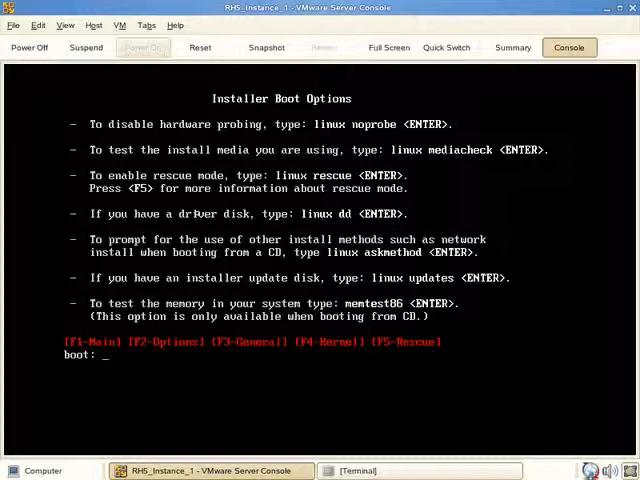 RH5_Instance_1 - VMware Server Console
File Edit View Host VM Tabs Help
Power Off Suspend Power On Reset Snapshot Revert Full Screen Quick Switch Summary Console
Installer Boot Options
- To disable hardware probing, type: linux noprobe <ENTER>.
- To test the install media you are using, type: linux mediacheck <ENTER>.
- To enable rescue mode, type: linux rescue <ENTER>.
Press <F5> for more information about rescue mode.
- If you have a driver disk, type: linux dd <ENTER>.
- To prompt for the use of other install methods such as network
install when booting from a CD, type linux askmethod <ENTER>.
- If you have an installer update disk, type: linux updates <ENTER>.
- To test the memory in your system type: memtest86 <ENTER>.
(This option is only available when booting from CD.)
[F1-Main] [F2-Options] [F3-General] [F4-Kernel] [F5-Rescue]
boot: _
Computer RH5_Instance_1 - VMware Server Console [Terminal]